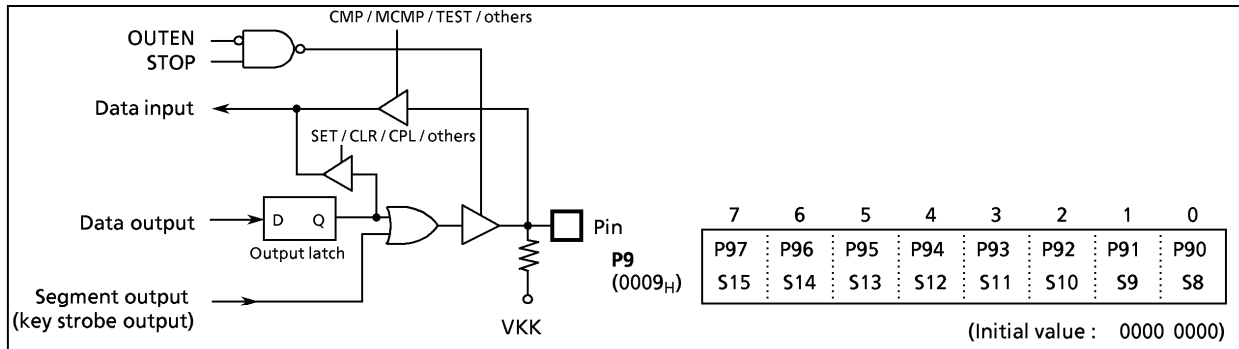 CMP / MCMP / TEST / others
OUTEN
STOP
Data input
SET / CLR / CPL / others
Data output
D Q
Output latch
Pin
Segment output
(key strobe output)
VKK
7 6 5 4 3 2 1 0
P9
(0009H)
P97 P96 P95 P94 P93 P92 P91 P90
S15 S14 S13 S12 S11 S10 S9 S8
(Initial value : 0000 0000)